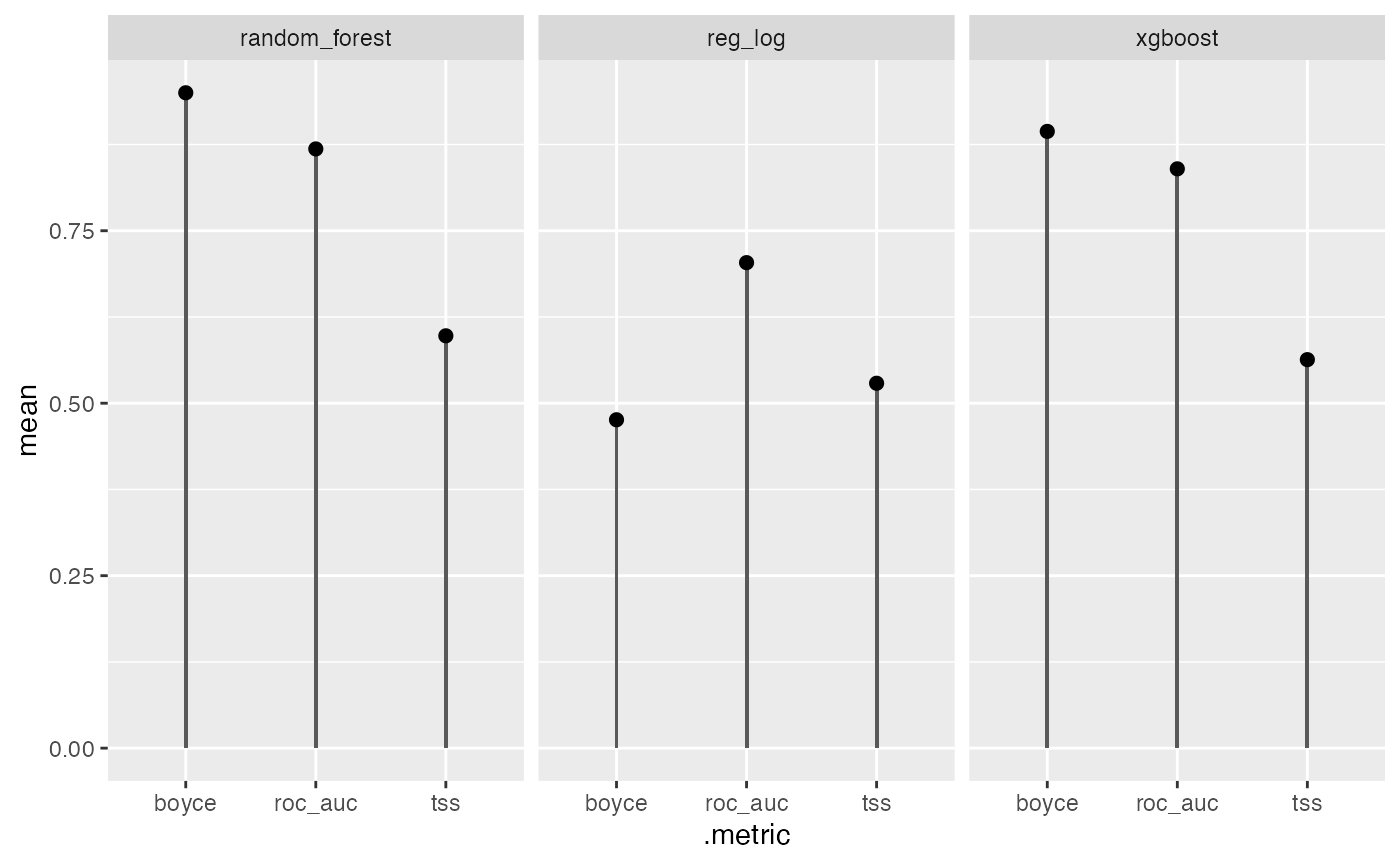 random_forest reg_log xgboost
mean
0.75
0.50
0.25
0.00
boyce roc_auc tss boyce roc_auc tss boyce roc_auc tss
.metric